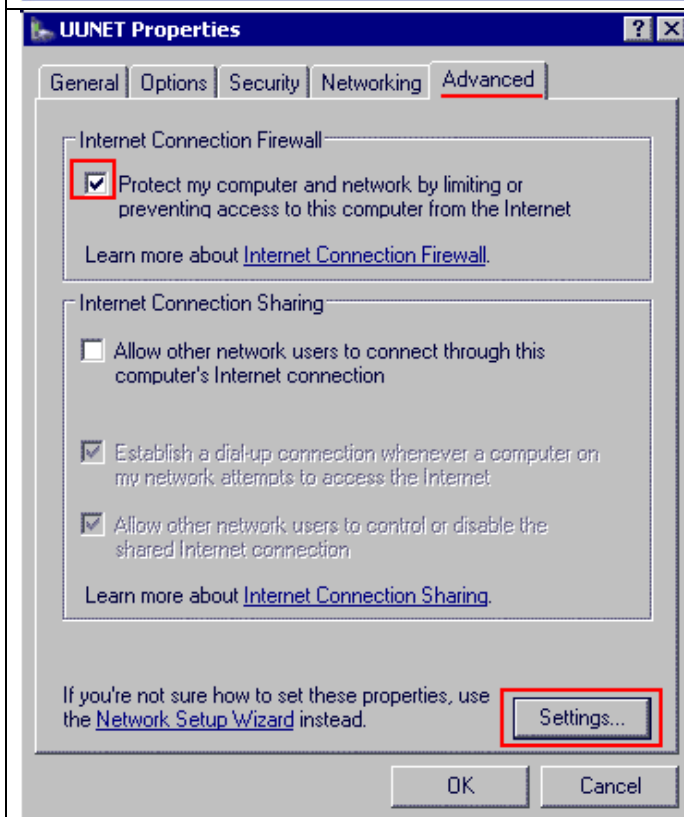 UUNET Properties
General Options Security Networking Advanced
Internet Connection Firewall
Protect my computer and network by limiting or
preventing access to this computer from the Internet
Learn more about Internet Connection Firewall.
Internet Connection Sharing
Allow other network users to connect through this
computer's Internet connection
Establish a dial-up connection whenever a computer on
my network attempts to access the Internet
Allow other network users to control or disable the
shared Internet connection
Learn more about Internet Connection Sharing.
If you're not sure how to set these properties, use
the Network Setup Wizard instead.
Settings...
OK Cancel